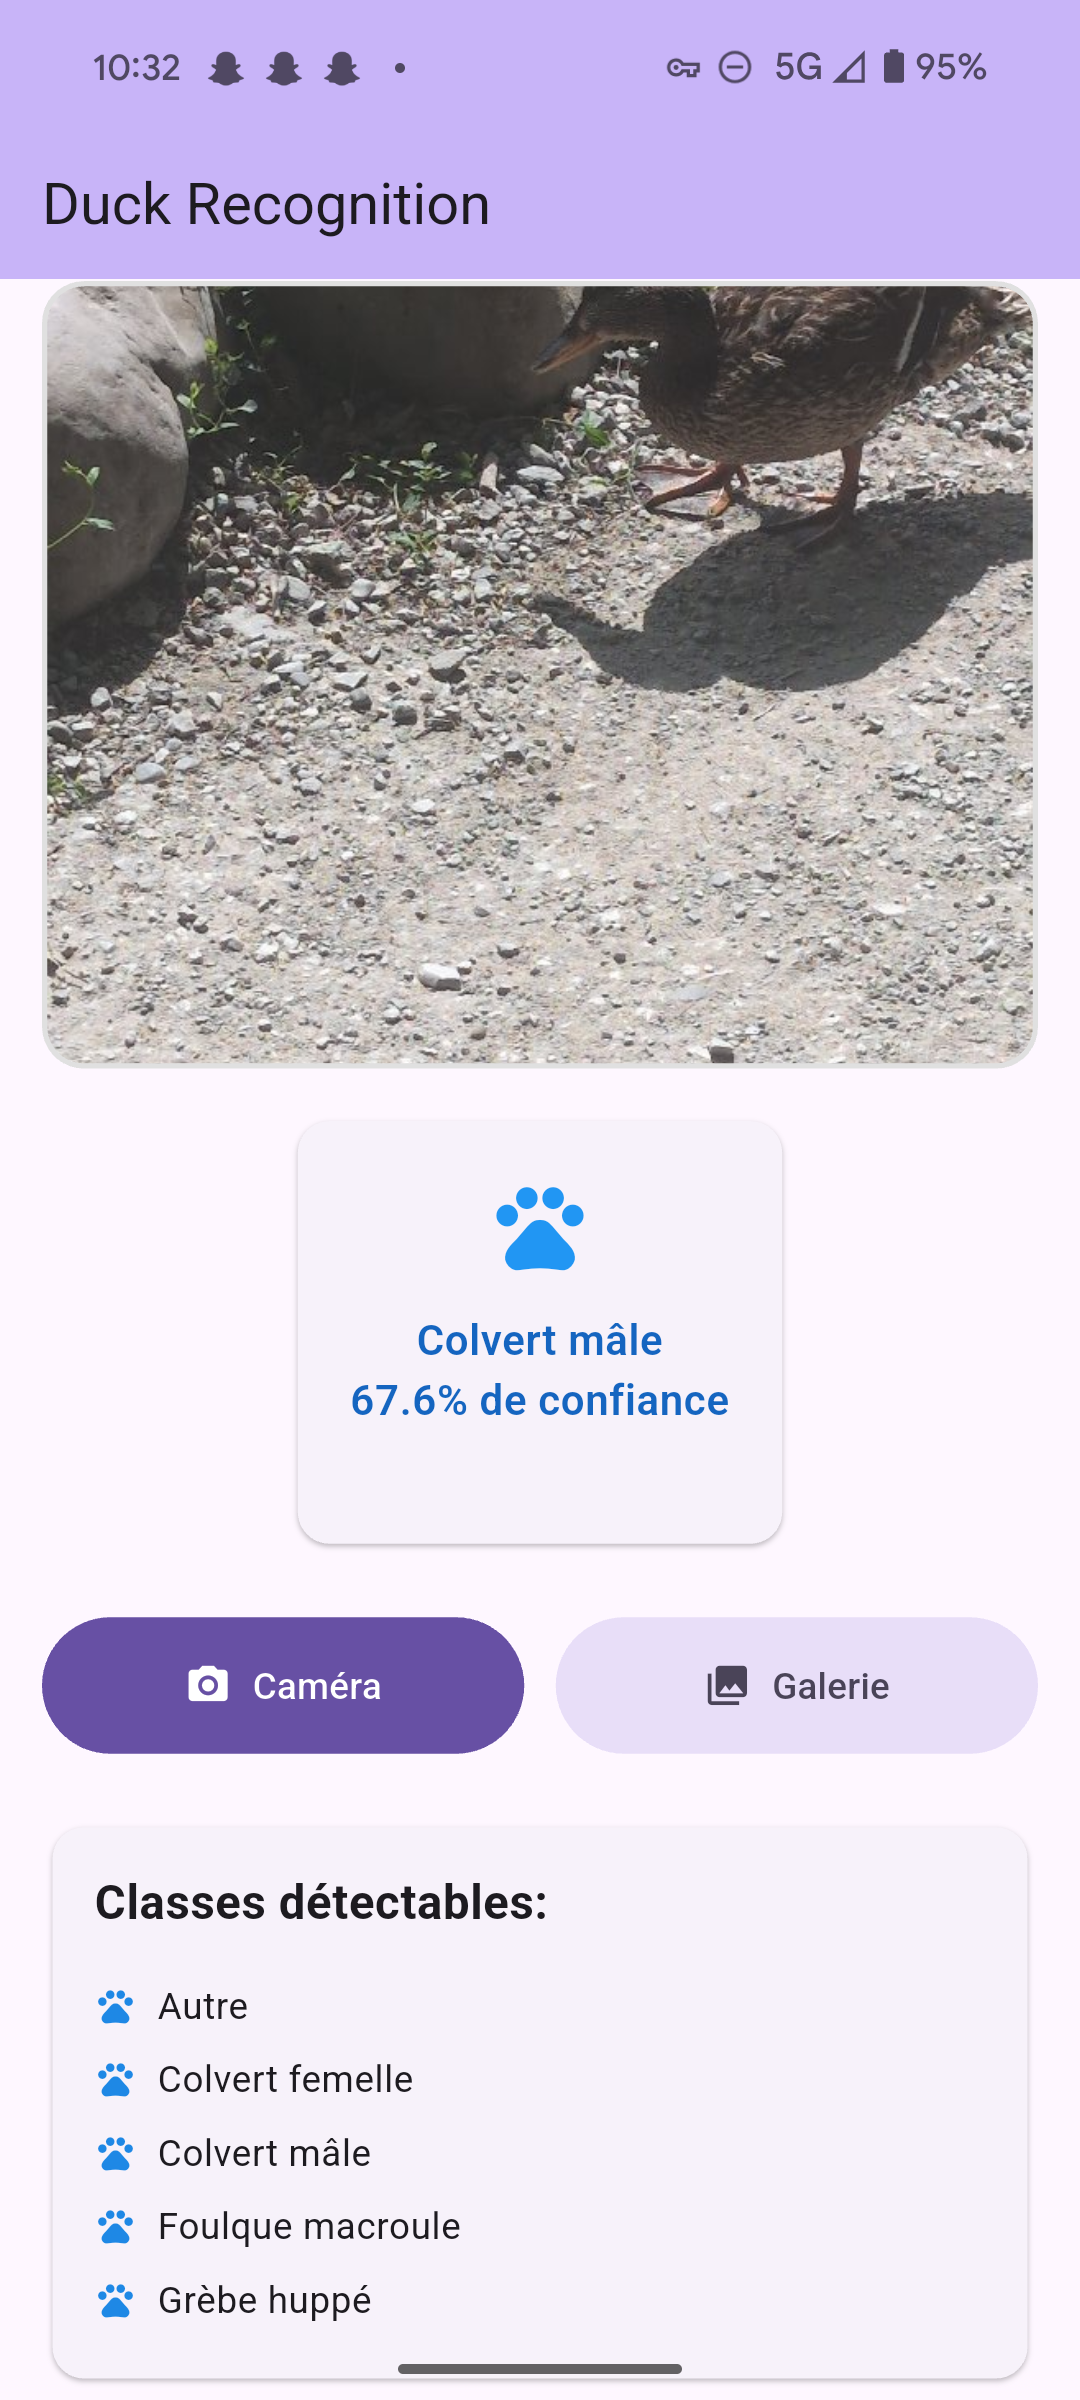 10:32
5G
95%
Duck Recognition
Colvert mâle
67.6% de confiance
Caméra
Galerie
Classes détectables:
Autre
Colvert femelle
Colvert mâle
Foulque macroule
Grèbe huppé